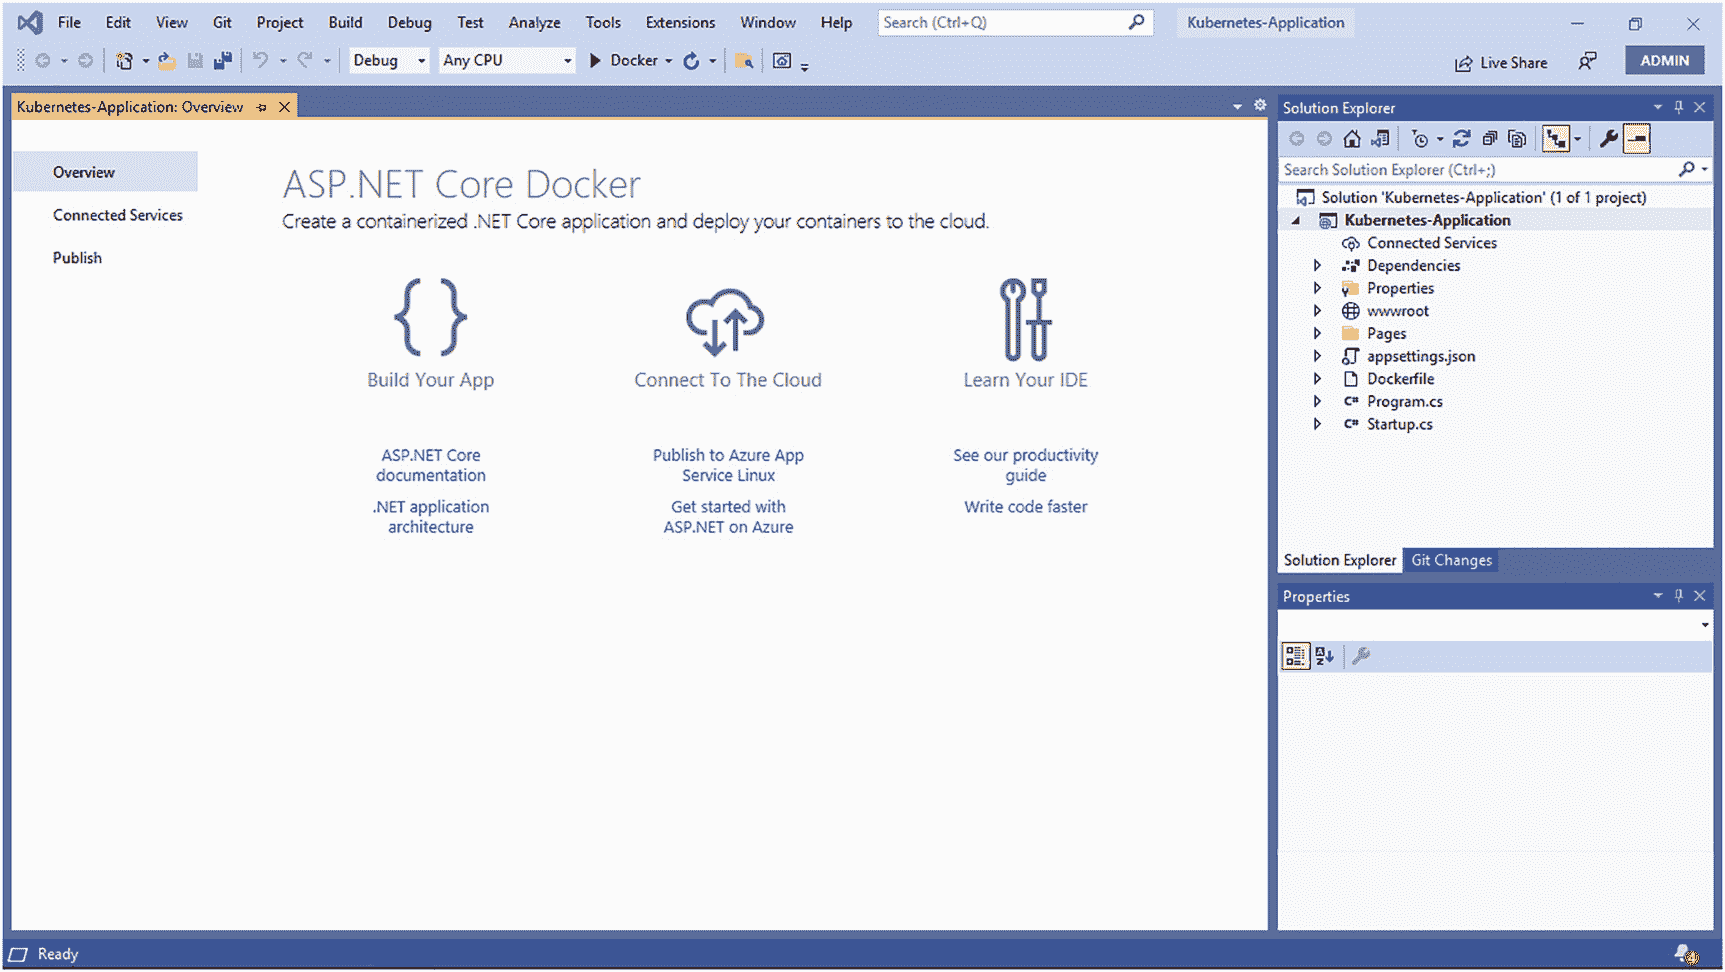 File Edit View Git Project Build Debug Test Analyze Tools Extensions Window Help Search (Ctrl+Q) Kubernetes-Application
Debug Any CPU Docker Live Share ADMIN
Kubernetes-Application: Overview
Overview
Connected Services
Publish
ASP.NET Core Docker
Create a containerized .NET Core application and deploy your containers to the cloud.
Build Your App
ASP.NET Core
documentation
.NET application
architecture
Connect To The Cloud
Publish to Azure App
Service Linux
Get started with
ASP.NET on Azure
Learn Your IDE
See our productivity
guide
Write code faster
Solution Explorer
Search Solution Explorer (Ctrl+;)
Solution 'Kubernetes-Application' (1 of 1 project)
Kubernetes-Application
Connected Services
Dependencies
Properties
wwwroot
Pages
appsettings.json
Dockerfile
C# Program.cs
C# Startup.cs
Solution Explorer Git Changes
Properties
Ready
4